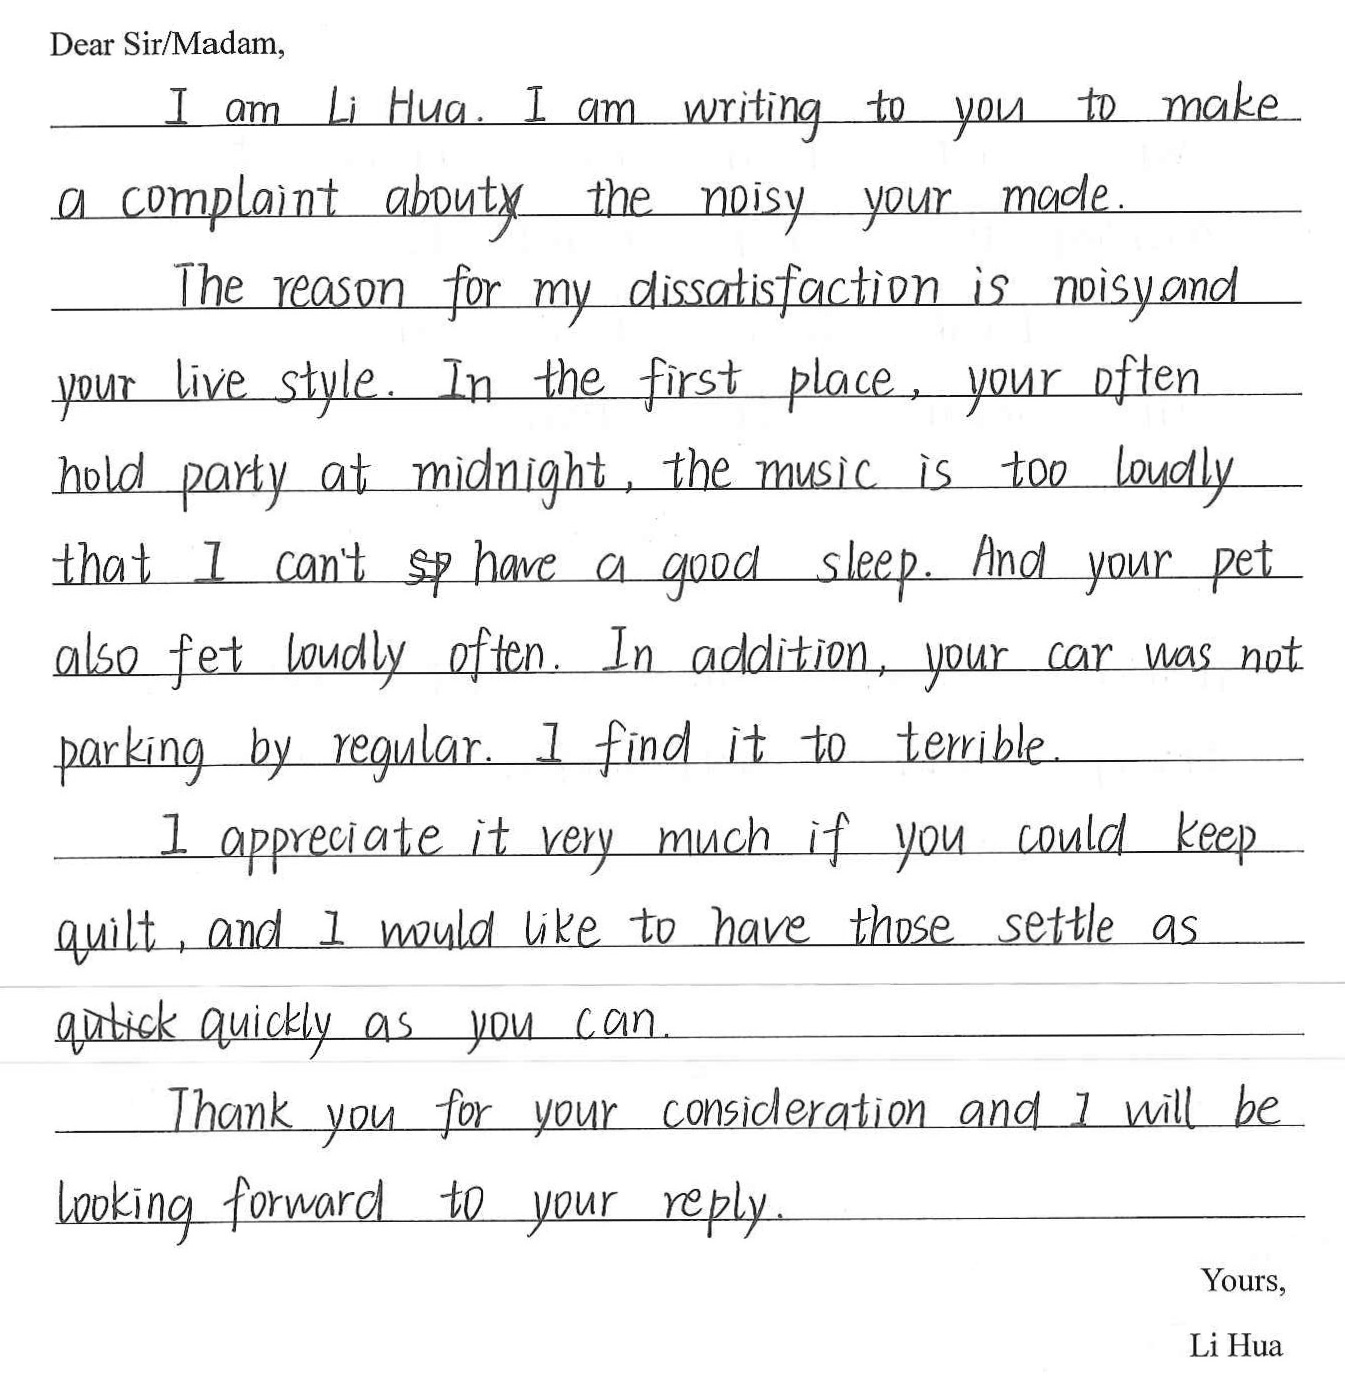 Dear Sir/Madam,
I am Li Hua. I am writing to you to make
a complaint about the noisy your made.
The reason for my dissatisfaction is noisy and
your live style. In the first place, your often
hold party at midnight, the music is too loudly
that I can't have a good sleep. And your pet
also fet loudly often. In addition, your car was not
parking by regular. I find it to terrible.
I appreciate it very much if you could keep
quilt, and I would like to have those settle as
quickly as you can.
Thank you for your consideration and I will be
looking forward to your reply.
Yours,
Li Hua